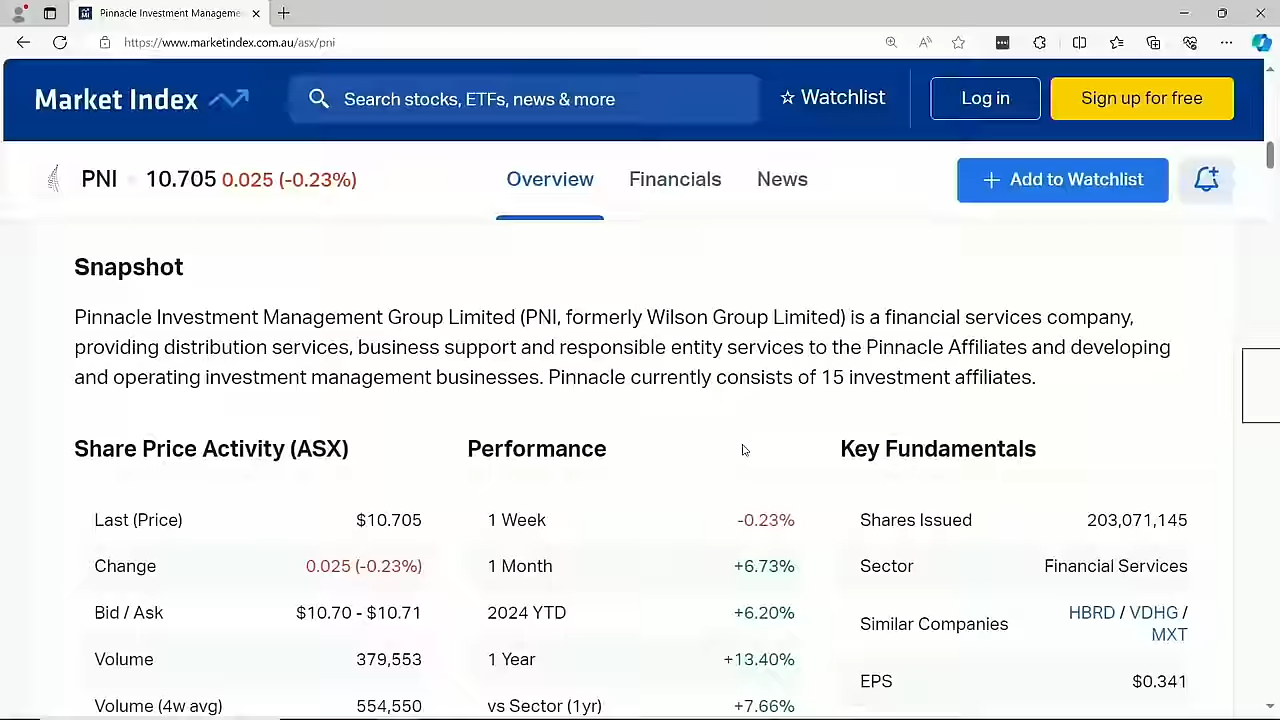 Pinnacle Investment Manageme
https://www.marketindex.com.au/asx/pni
Market Index
Search stocks, ETFs, news & more
Watchlist
Log in
Sign up for free
PNI 10.705 0.025 (-0.23%)
Overview
Financials
News
+ Add to Watchlist
Snapshot
Pinnacle Investment Management Group Limited (PNI, formerly Wilson Group Limited) is a financial services company,
providing distribution services, business support and responsible entity services to the Pinnacle Affiliates and developing
and operating investment management businesses. Pinnacle currently consists of 15 investment affiliates.
Share Price Activity (ASX)
Last (Price) $10.705
Change 0.025 (-0.23%)
Bid / Ask $10.70 - $10.71
Volume 379,553
Volume (4w avg) 554,550
Performance
1 Week -0.23%
1 Month +6.73%
2024 YTD +6.20%
1 Year +13.40%
vs Sector (1yr) +7.66%
Key Fundamentals
Shares Issued 203,071,145
Sector Financial Services
Similar Companies HBRD / VDHG /
MXT
EPS $0.341